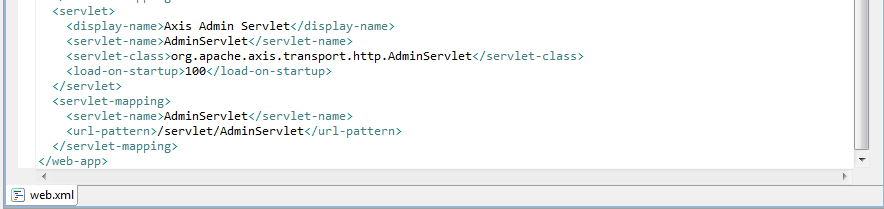 <servlet>
<display-name>Axis Admin Servlet</display-name>
<servlet-name>AdminServlet</servlet-name>
<servlet-class>org.apache.axis.transport.http.AdminServlet</servlet-class>
<load-on-startup>100</load-on-startup>
</servlet>
<servlet-mapping>
<servlet-name>AdminServlet</servlet-name>
<url-pattern>/servlet/AdminServlet</url-pattern>
</servlet-mapping>
</web-app>
web.xml